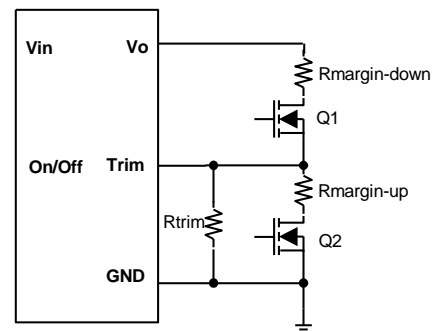 Vin
Vo
Rmargin-down
Q1
On/Off
Trim
Rmargin-up
Rtrim
Q2
GND